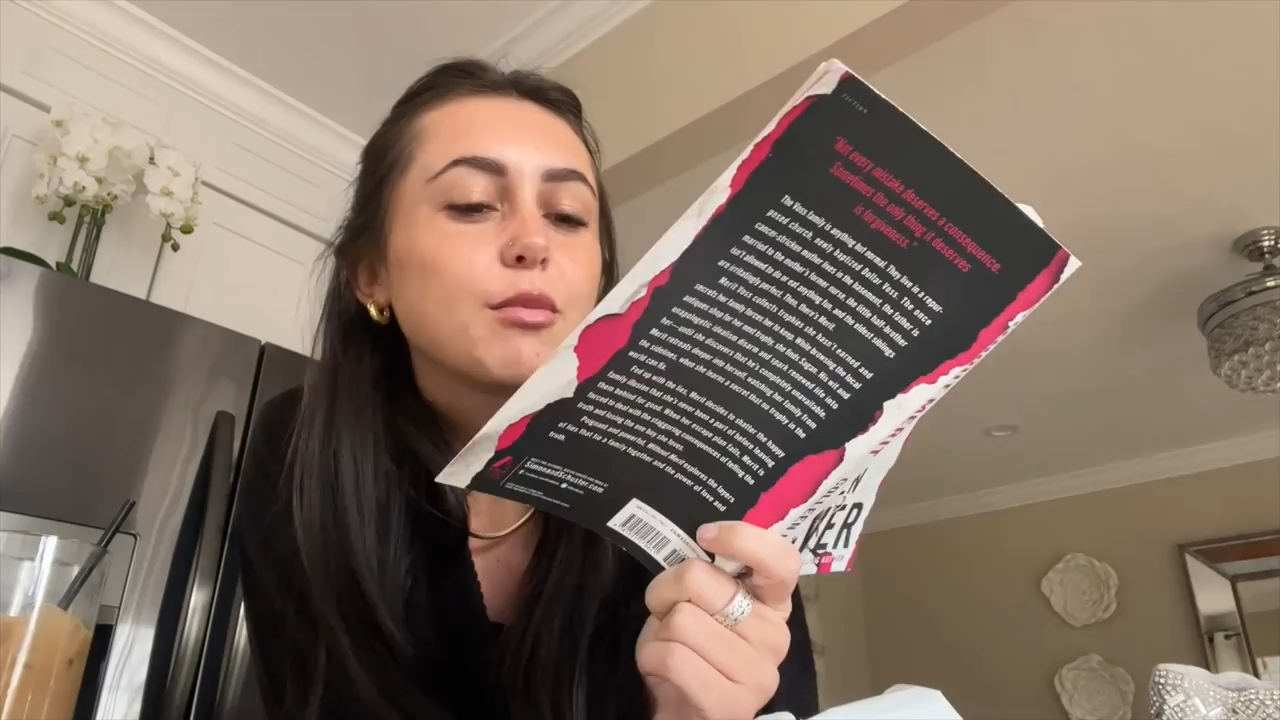 FICTION
"Not every mistake deserves a consequence.
Sometimes the only thing it deserves
is forgiveness."
The Voss family is anything but normal. They live in a repur-
posed church, newly baptized Dollar Voss. The once
cancer-stricken mother lives in the basement, the father is
married to the mother's former nurse, the little half-brother
isn't allowed to do or eat anything fun, and the eldest siblings
are irritatingly perfect. Then, there's Merit.
Merit Voss collects trophies she hasn't earned and
secrets her family forces her to keep. While browsing the local
antiques shop for her next trophy, she finds Sagan. His wit and
unapologetic idealism disarm and spark renewed life into
her—until she discovers that he's completely unavailable.
Merit retreats deeper into herself, watching her family from
the sidelines, when she learns a secret that no trophy in the
world can fix.
Fed up with the lies, Merit decides to shatter the happy
family illusion that she's never been a part of before leaving
them behind for good. When her escape plan fails, Merit is
forced to deal with the staggering consequences of telling the
truth and losing the one boy she loves.
Poignant and powerful, Without Merit explores the layers
of lies that tie a family together and the power of love and
truth.
SimonandSchuster.com
MERIT
COLLEEN
VER